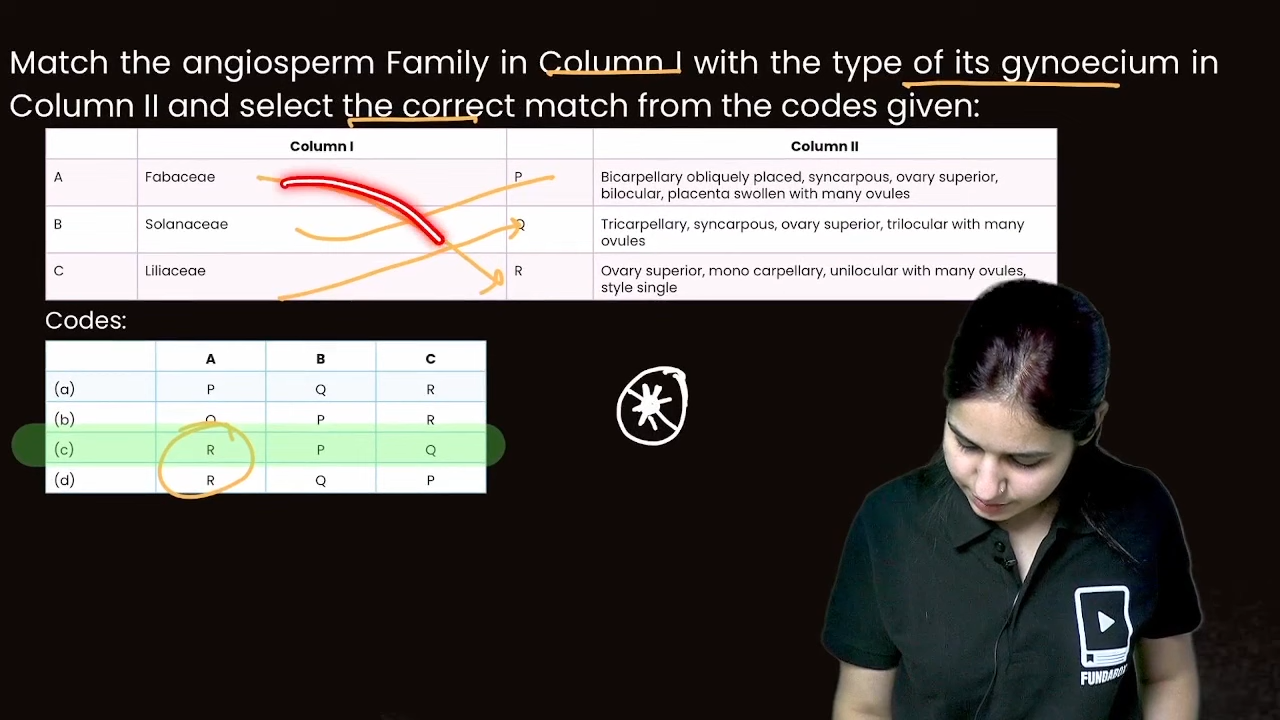 Match the angiosperm Family in Column I with the type of its gynoecium in
Column II and select the correct match from the codes given:
Column I Column II
A Fabaceae P Bicarpellary obliquely placed, syncarpous, ovary superior,
bilocular, placenta swollen with many ovules
B Solanaceae Q Tricarpellary, syncarpous, ovary superior, trilocular with many
ovules
C Liliaceae R Ovary superior, mono carpellary, unilocular with many ovules,
style single
Codes:
A B C
(a) P Q R
(b) Q P R
(c) R P Q
(d) R Q P
FUNDABOX